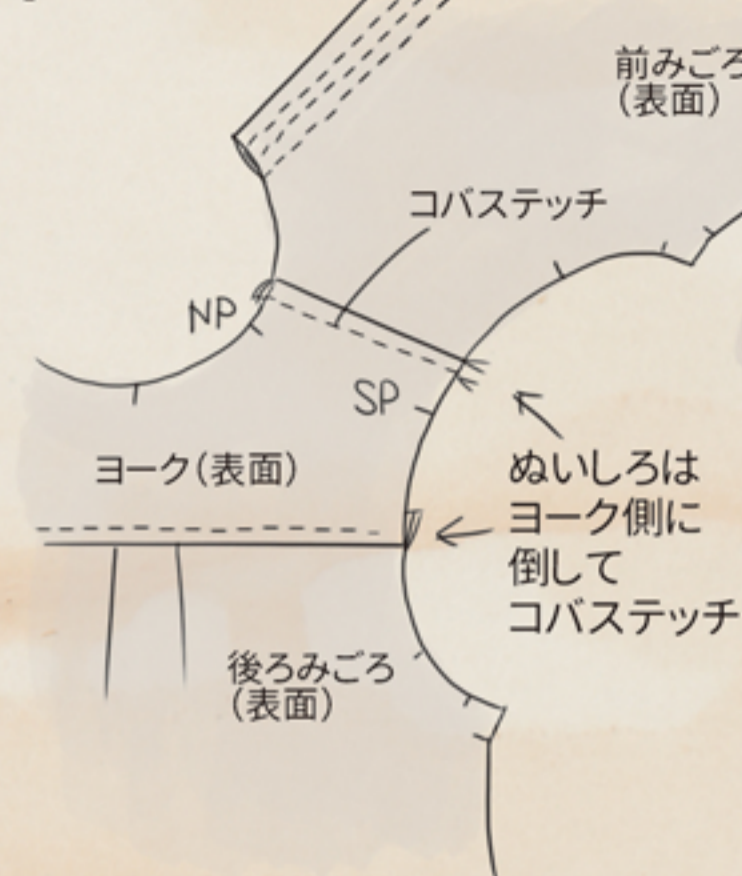 前みごろ
（表面）
コバステッチ
NP
SP
ヨーク（表面）
ぬいしろは
ヨーク側に
倒して
コバステッチ
後ろみごろ
（表面）